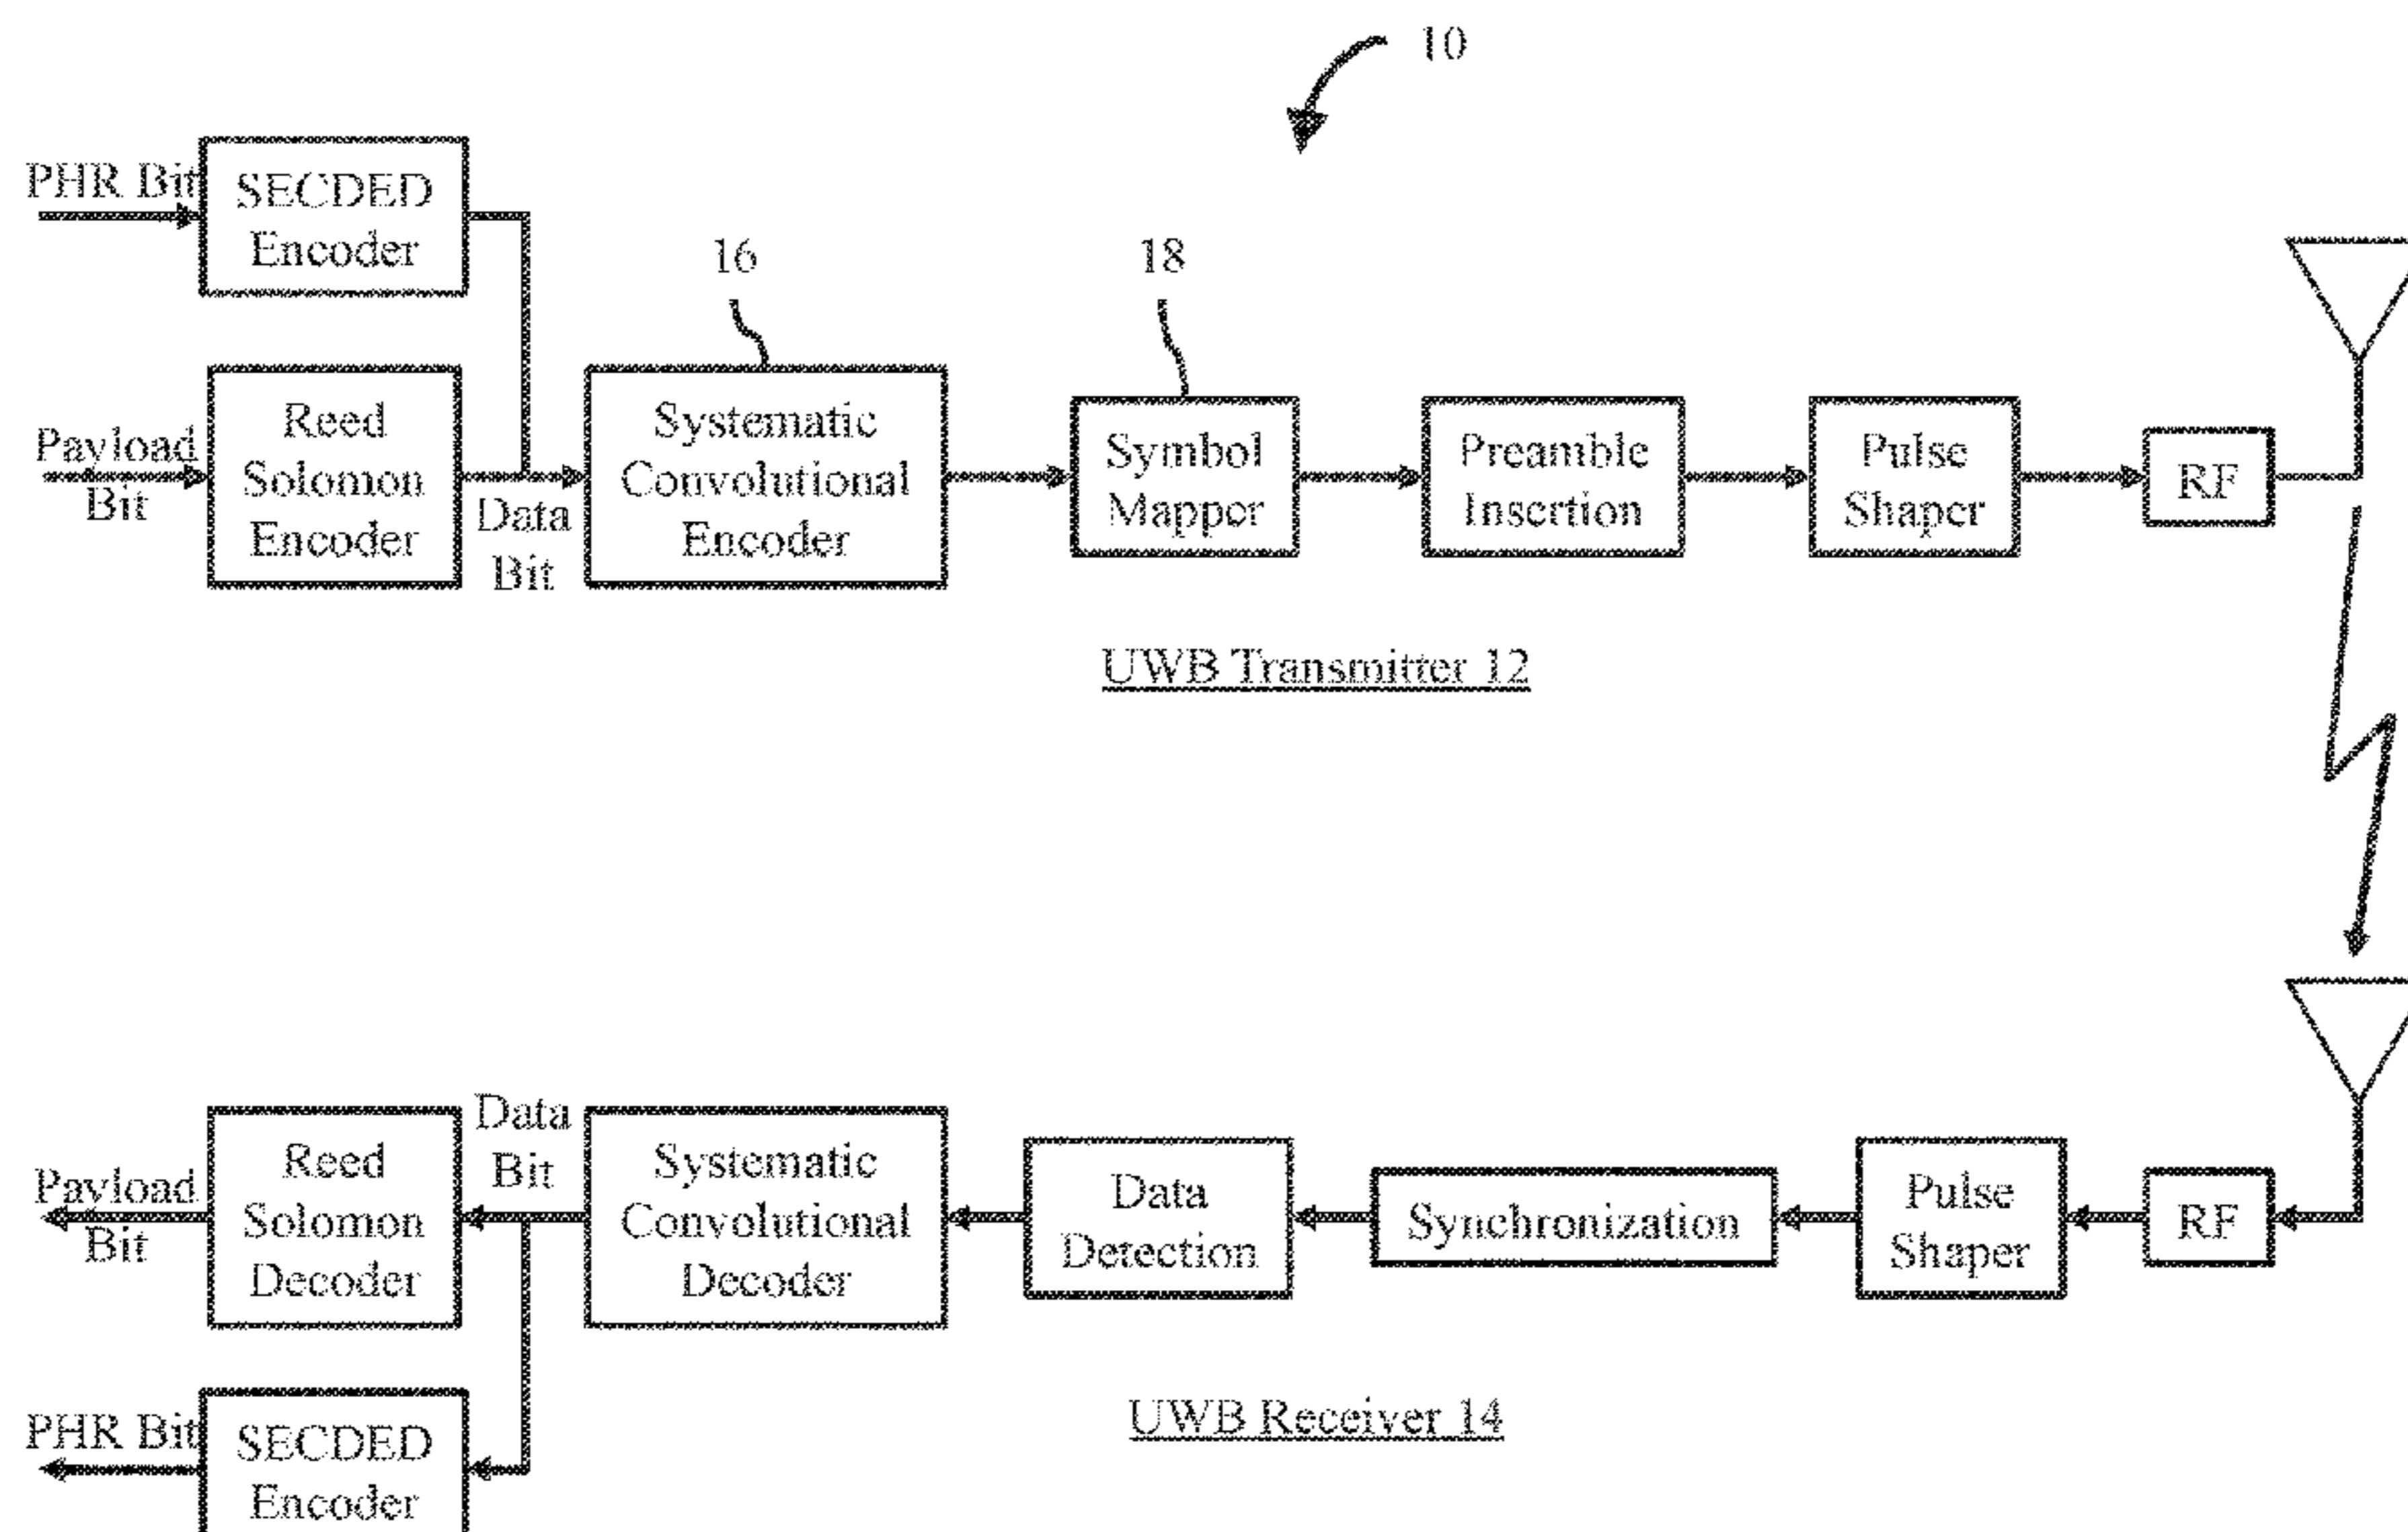 10
PHR Bit
SECDED
Encoder
16
18
Payload
Bit
Reed
Solomon
Encoder
Data
Bit
Systematic
Convolutional
Encoder
Symbol
Mapper
Preamble
Insertion
Pulse
Shaper
RF
UWB Transmitter 12
Payload
Bit
Reed
Solomon
Decoder
Data
Bit
Systematic
Convolutional
Decoder
Data
Detection
Synchronization
Pulse
Shaper
RF
PHR Bit
SECDED
Encoder
UWB Receiver 14